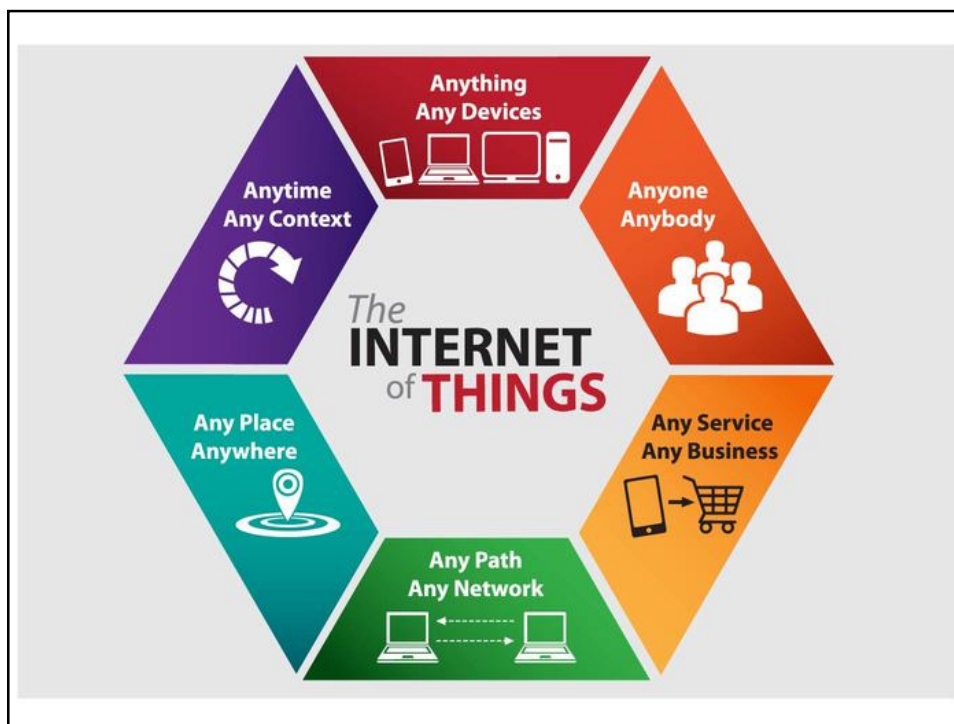 Anything
Any Devices
Anyone
Anybody
Any Service
Any Business
Any Path
Any Network
Any Place
Anywhere
Anytime
Any Context
The
INTERNET
of THINGS